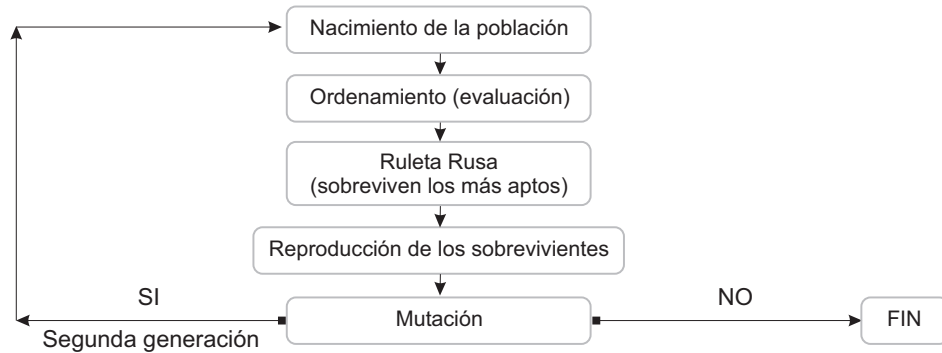 Nacimiento de la población
Ordenamiento (evaluación)
Ruleta Rusa
(sobreviven los más aptos)
Reproducción de los sobrevivientes
SI
NO
Mutación
FIN
Segunda generación